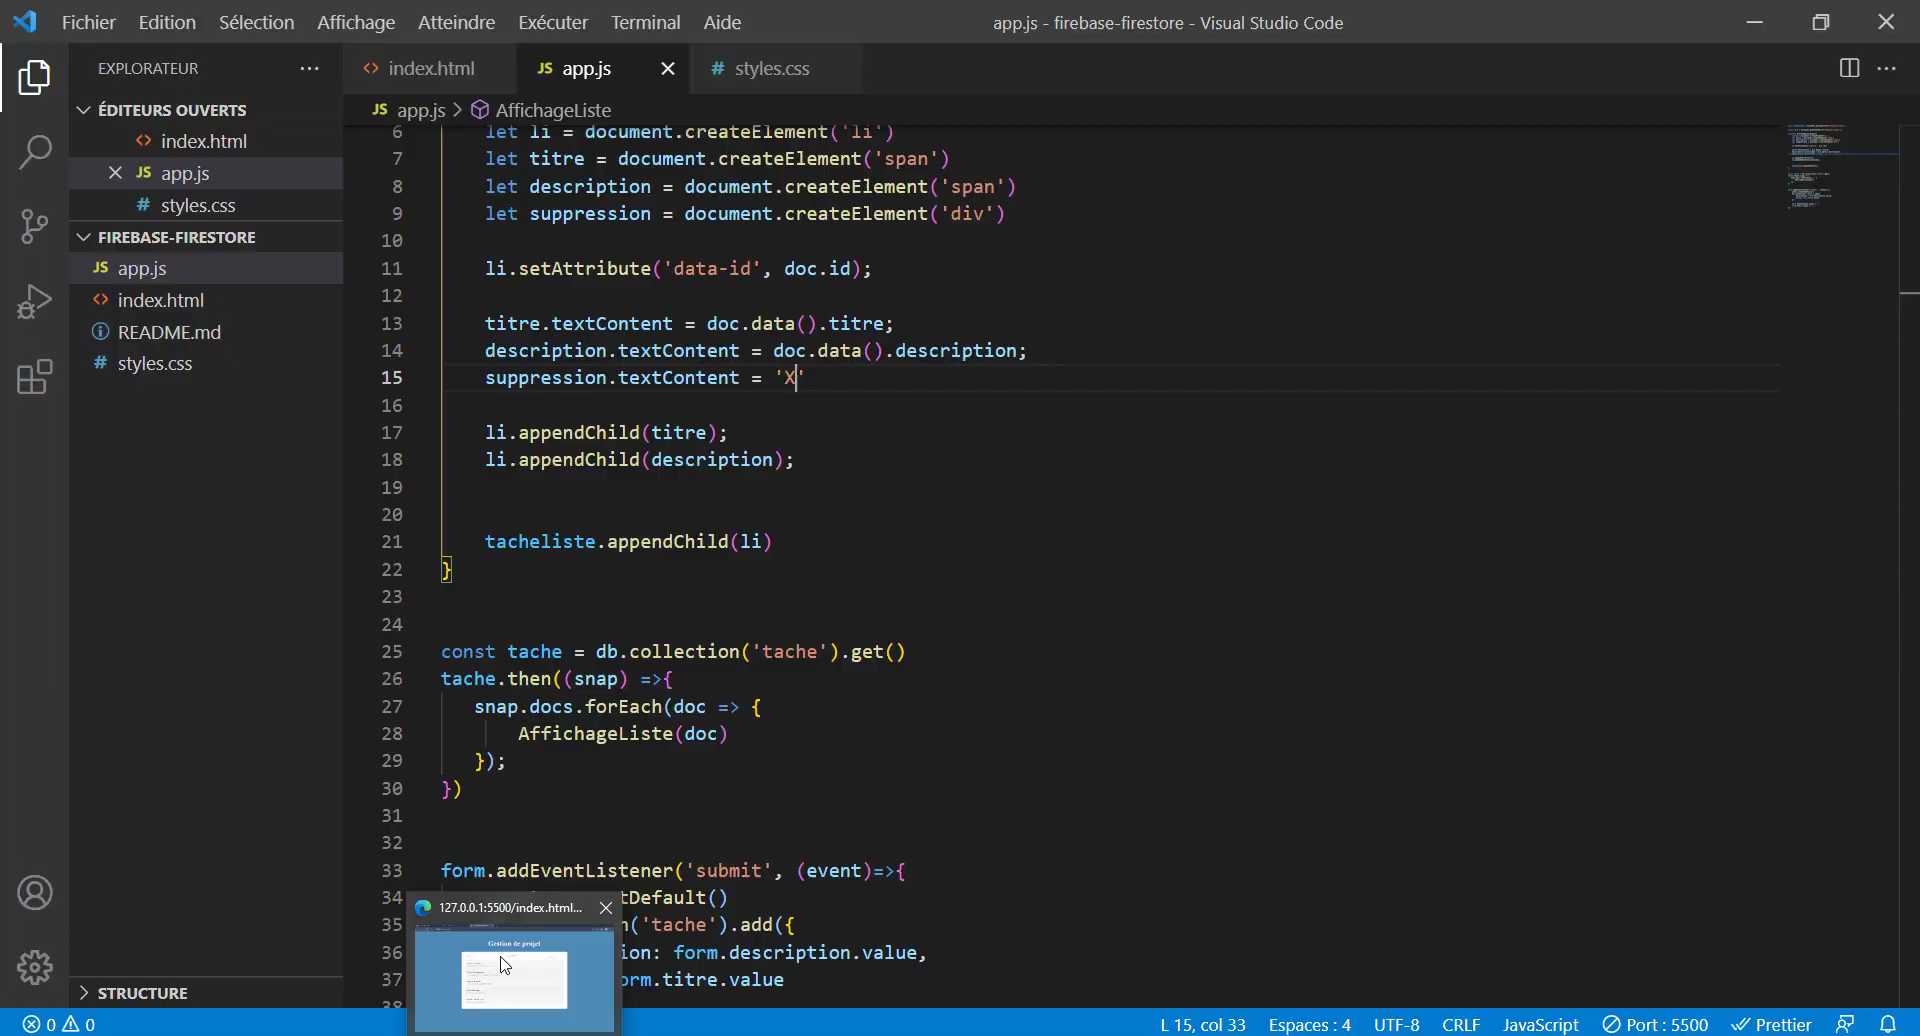 Fichier Edition Sélection Affichage Atteindre Exécuter Terminal Aide
app.js - firebase-firestore - Visual Studio Code
EXPLORATEUR
ÉDITEURS OUVERTS
index.html
app.js
styles.css
FIREBASE-FIRESTORE
app.js
index.html
README.md
styles.css
STRUCTURE
index.html app.js styles.css
app.js > AffichageListe
6 let li = document.createElement('li')
7 let titre = document.createElement('span')
8 let description = document.createElement('span')
9 let suppression = document.createElement('div')
10
11 li.setAttribute('data-id', doc.id);
12
13 titre.textContent = doc.data().titre;
14 description.textContent = doc.data().description;
15 suppression.textContent = 'X'
16
17 li.appendChild(titre);
18 li.appendChild(description);
19
20
21 tacheliste.appendChild(li)
22 }
23
24
25 const tache = db.collection('tache').get()
26 tache.then((snap) =>{
27 snap.docs.forEach(doc => {
28 AffichageListe(doc)
29 });
30 })
31
32
33 form.addEventListener('submit', (event)=>{
34 tDefault()
35 n('tache').add({
36 ion: form.description.value,
37 orm.titre.value
38
127.0.0.1:5500/index.html...
Gestion de projet
0 0
L 15, col 33 Espaces : 4 UTF-8 CRLF JavaScript Port : 5500 Prettier